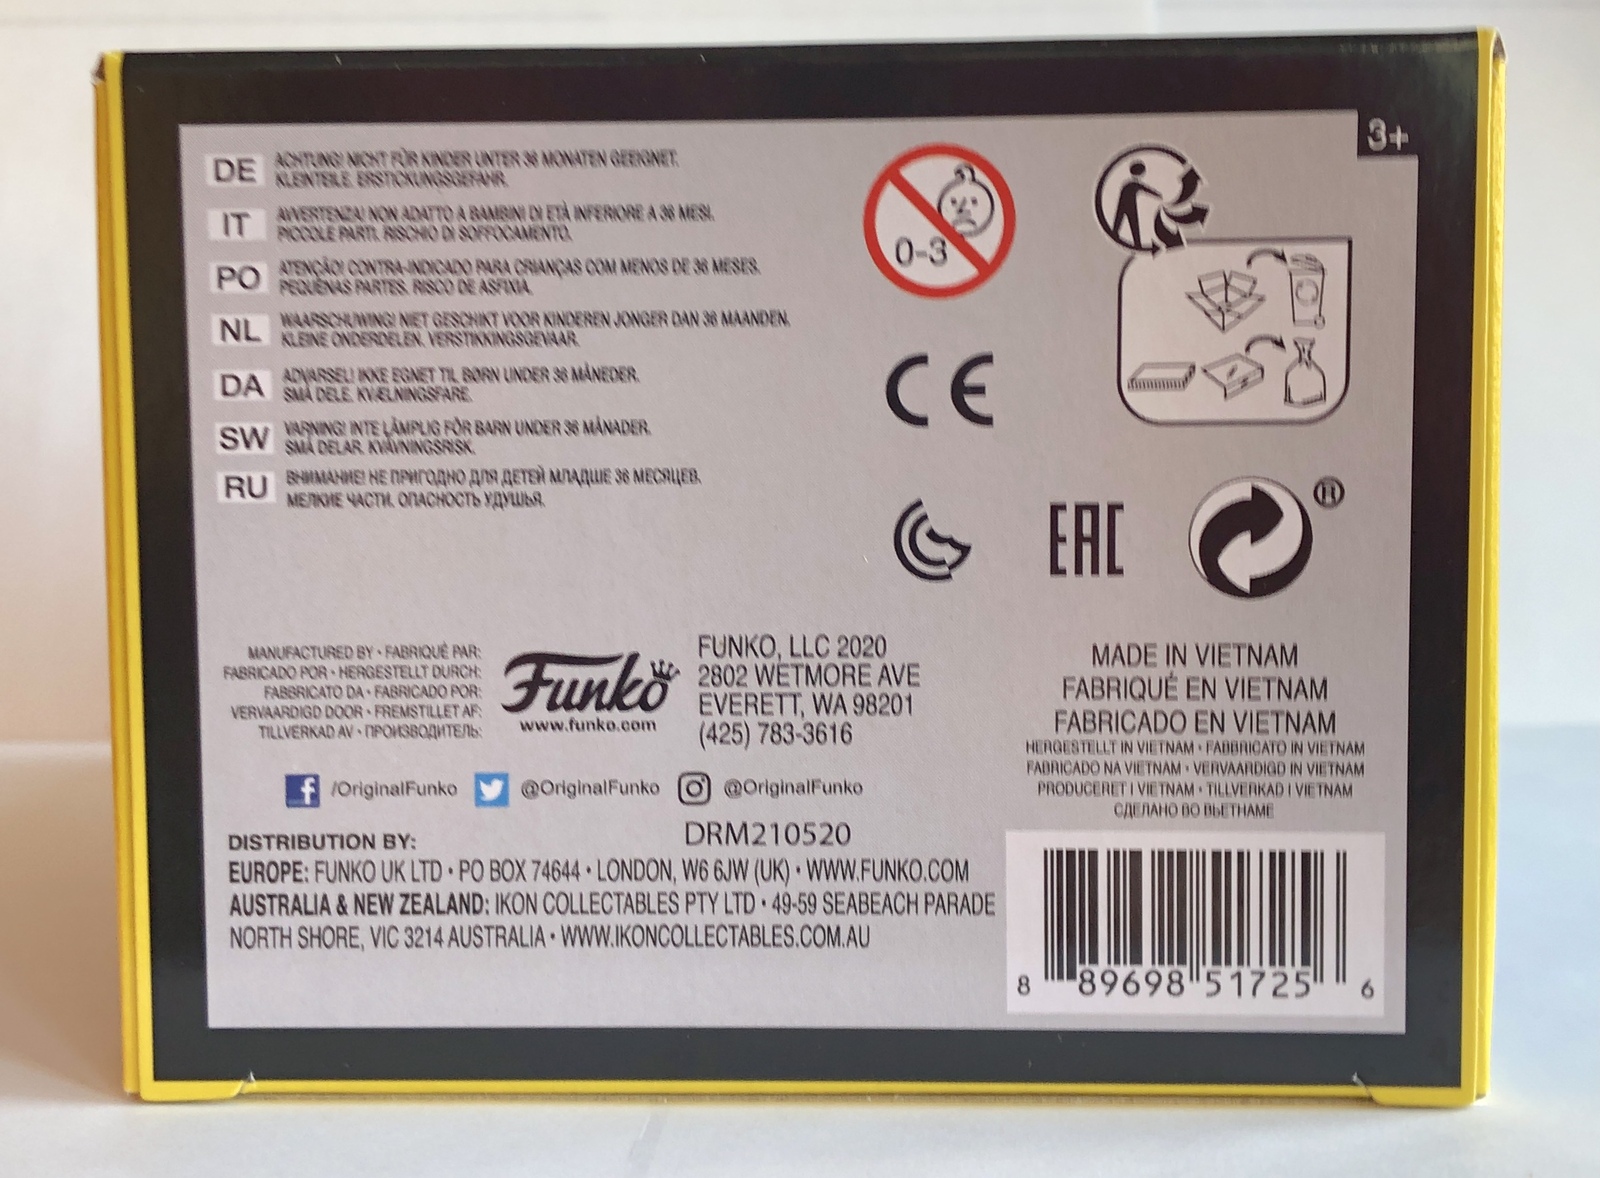 3+
DE
ACHTUNG! NICHT FÜR KINDER UNTER 36 MONATEN GEEIGNET.
KLEINTEILE. ERSTICKUNGSGEFAHR.
IT
AVVERTENZA! NON ADATTO A BAMBINI DI ETÀ INFERIORE A 36 MESI.
PICCOLE PARTI. RISCHIO DI SOFFOCAMENTO.
PO
ATENÇÃO! CONTRA-INDICADO PARA CRIANÇAS COM MENOS DE 36 MESES.
PEQUENAS PARTES. RISCO DE ASFIXIA.
NL
WAARSCHUWING! NIET GESCHIKT VOOR KINDEREN JONGER DAN 36 MAANDEN.
KLEINE ONDERDELEN. VERSTIKKINGSGEVAAR.
DA
ADVARSEL! IKKE EGNET TIL BØRN UNDER 36 MÅNEDER.
SMÅ DELE. KVÆLNINGSFARE.
SW
VARNING! INTE LÄMPLIG FÖR BARN UNDER 36 MÅNADER.
SMÅ DELAR. KVÄVNINGSRISK.
RU
ВНИМАНИЕ! НЕ ПРИГОДНО ДЛЯ ДЕТЕЙ МЛАДШЕ 36 МЕСЯЦЕВ.
МЕЛКИЕ ЧАСТИ. ОПАСНОСТЬ УДУШЬЯ.
0-3
CE
EAC
®
MANUFACTURED BY • FABRIQUÉ PAR:
FABRICADO POR • HERGESTELLT DURCH:
FABBRICATO DA • FABRICADO POR:
VERVAARDIGD DOOR • FREMSTILLET AF:
TILLVERKAD AV • ПРОИЗВОДИТЕЛЬ:
Funko
www.funko.com
FUNKO, LLC 2020
2802 WETMORE AVE
EVERETT, WA 98201
(425) 783-3616
MADE IN VIETNAM
FABRIQUÉ EN VIETNAM
FABRICADO EN VIETNAM
HERGESTELLT IN VIETNAM • FABBRICATO IN VIETNAM
FABRICADO NA VIETNAM • VERVAARDIGD IN VIETNAM
PRODUCERET I VIETNAM • TILLVERKAD I VIETNAM
СДЕЛАНО ВО ВЬЕТНАМЕ
/OriginalFunko @OriginalFunko @OriginalFunko
DRM210520
DISTRIBUTION BY:
EUROPE: FUNKO UK LTD • PO BOX 74644 • LONDON, W6 6JW (UK) • WWW.FUNKO.COM
AUSTRALIA & NEW ZEALAND: IKON COLLECTABLES PTY LTD • 49-59 SEABEACH PARADE
NORTH SHORE, VIC 3214 AUSTRALIA • WWW.IKONCOLLECTABLES.COM.AU
8 89698 51725 6